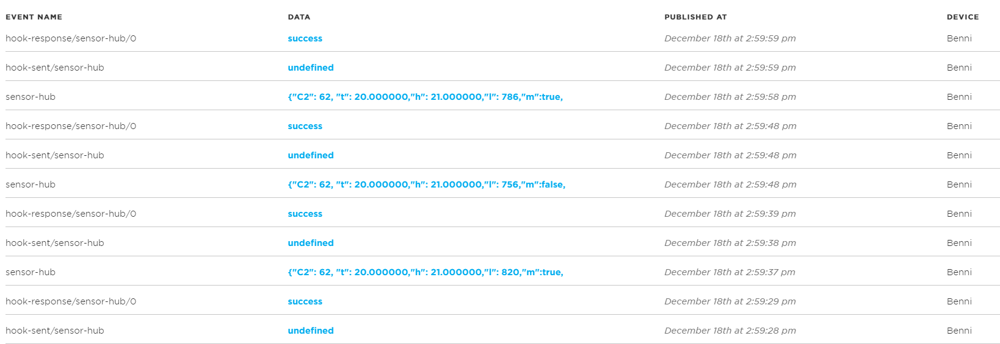 EVENT NAME DATA PUBLISHED AT DEVICE
hook-response/sensor-hub/0 success December 18th at 2:59:59 pm Benni
hook-sent/sensor-hub undefined December 18th at 2:59:59 pm Benni
sensor-hub {"C2": 62, "t": 20.000000,"h": 21.000000,"l": 786,"m":true, December 18th at 2:59:58 pm Benni
hook-response/sensor-hub/0 success December 18th at 2:59:48 pm Benni
hook-sent/sensor-hub undefined December 18th at 2:59:48 pm Benni
sensor-hub {"C2": 62, "t": 20.000000,"h": 21.000000,"l": 756,"m":false, December 18th at 2:59:48 pm Benni
hook-response/sensor-hub/0 success December 18th at 2:59:39 pm Benni
hook-sent/sensor-hub undefined December 18th at 2:59:38 pm Benni
sensor-hub {"C2": 62, "t": 20.000000,"h": 21.000000,"l": 820,"m":true, December 18th at 2:59:37 pm Benni
hook-response/sensor-hub/0 success December 18th at 2:59:29 pm Benni
hook-sent/sensor-hub undefined December 18th at 2:59:28 pm Benni